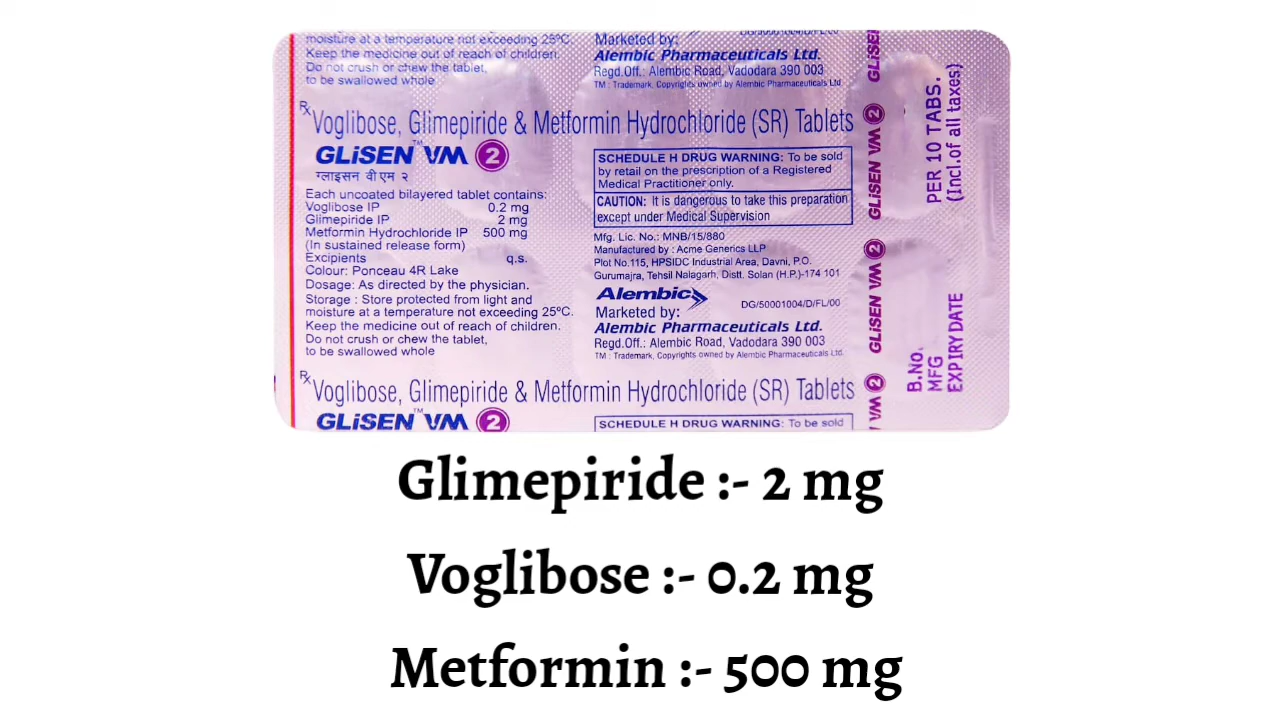 moisture at a temperature not exceeding 25ºC.
Keep the medicine out of reach of children.
Do not crush or chew the tablet,
to be swallowed whole
Marketed by:
Alembic Pharmaceuticals Ltd.
Regd.Off.: Alembic Road, Vadodara 390 003
TM : Trademark, Copyrights owned by Alembic Pharmaceuticals Ltd.
Rx Voglibose, Glimepiride & Metformin Hydrochloride (SR) Tablets
GLiSEN™ VM 2
ग्लाइसन वी एम २
Each uncoated bilayered tablet contains:
Voglibose IP 0.2 mg
Glimepiride IP 2 mg
Metformin Hydrochloride IP 500 mg
(In sustained release form)
Excipients q.s.
Colour: Ponceau 4R Lake
Dosage: As directed by the physician.
Storage : Store protected from light and
moisture at a temperature not exceeding 25ºC.
Keep the medicine out of reach of children.
Do not crush or chew the tablet,
to be swallowed whole
SCHEDULE H DRUG WARNING: To be sold
by retail on the prescription of a Registered
Medical Practitioner only.
CAUTION: It is dangerous to take this preparation
except under Medical Supervision
Mfg. Lic. No.: MNB/15/880
Manufactured by : Acme Generics LLP
Plot No.115, HPSIDC Industrial Area, Davni, P.O.
Gurumajra, Tehsil Nalagarh, Distt. Solan (H.P.)-174 101
Alembic
DG/50001004/D/FL/00
Marketed by:
Alembic Pharmaceuticals Ltd.
Regd.Off.: Alembic Road, Vadodara 390 003
TM : Trademark, Copyrights owned by Alembic Pharmaceuticals Ltd.
Rx Voglibose, Glimepiride & Metformin Hydrochloride (SR) Tablets
GLiSEN™ VM 2
SCHEDULE H DRUG WARNING: To be sold
GLiSEN
GLiSEN VM 2
GLiSEN VM 2
VM 2
PER 10 TABS.
(Incl.of all taxes)
B.No.
MFG
EXPIRY DATE
Glimepiride :- 2 mg
Voglibose :- 0.2 mg
Metformin :- 500 mg